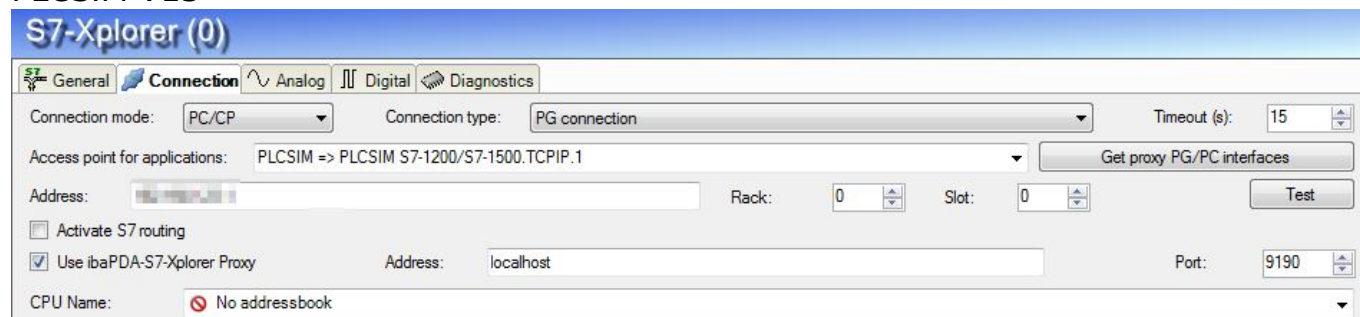 S7-Xplorer (0)
General Connection Analog Digital Diagnostics
Connection mode: PC/CP Connection type: PG connection Timeout (s): 15
Access point for applications: PLCSIM => PLCSIM S7-1200/S7-1500.TCPIP.1 Get proxy PG/PC interfaces
Address: Rack: 0 Slot: 0 Test
Activate S7 routing
Use ibaPDA-S7-Xplorer Proxy Address: localhost Port: 9190
CPU Name: No addressbook